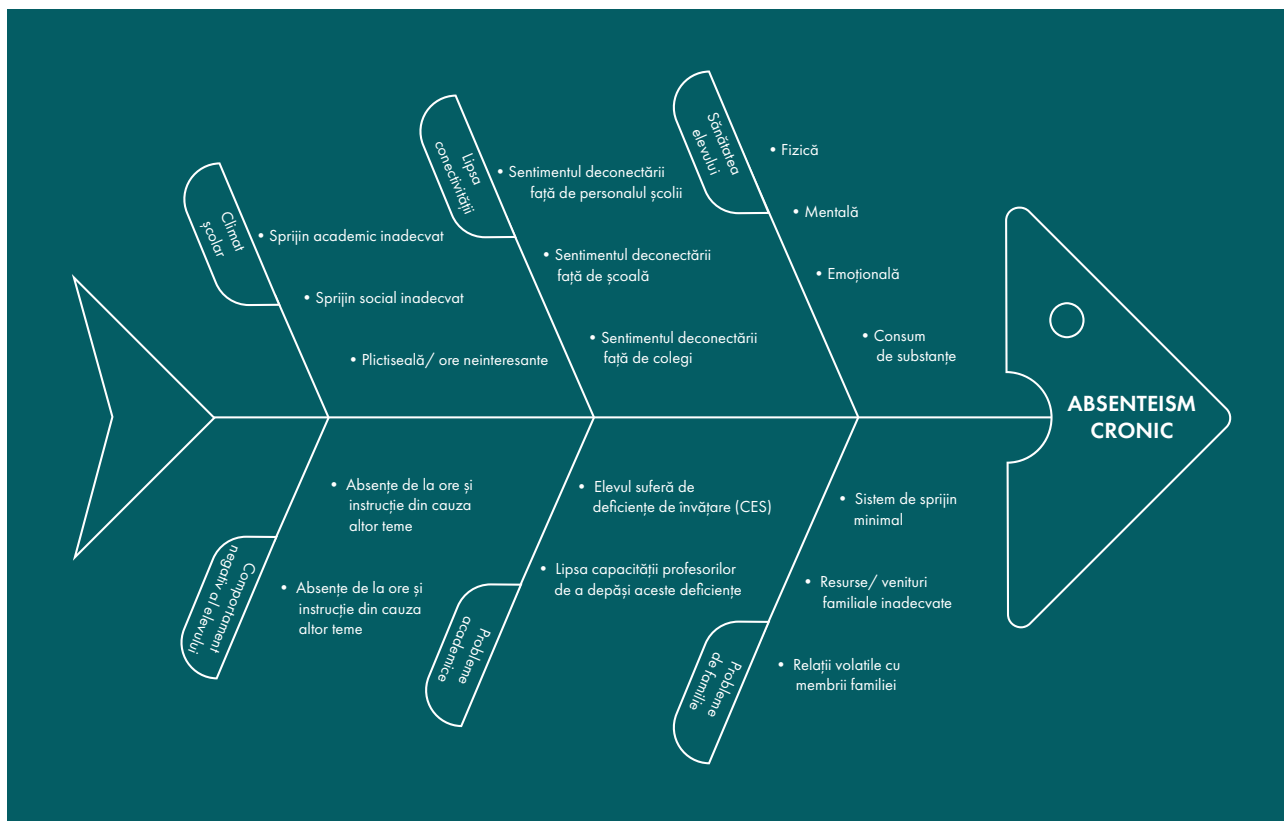 Climat
școlar
• Sprijin academic inadecvat
• Sprijin social inadecvat
• Plictiseală/ ore neinteresante
Lipsa
conectivității
• Sentimentul deconectării
față de personalul școlii
• Sentimentul deconectării
față de școală
• Sentimentul deconectării
față de colegi
Sănătatea
elevului
• Fizică
• Mentală
• Emoțională
• Consum
de substanțe
ABSENTEISM
CRONIC
• Absențe de la ore și
instrucție din cauza
altor teme
• Absențe de la ore și
instrucție din cauza
altor teme
Comportament
negativ al elevului
• Elevul suferă de
deficiențe de învățare (CES)
• Lipsa capacității profesorilor
de a depăși aceste deficiențe
Probleme
academice
• Sistem de sprijin
minimal
• Resurse/ venituri
familiale inadecvate
• Relații volatile cu
membrii familiei
Probleme
de familie